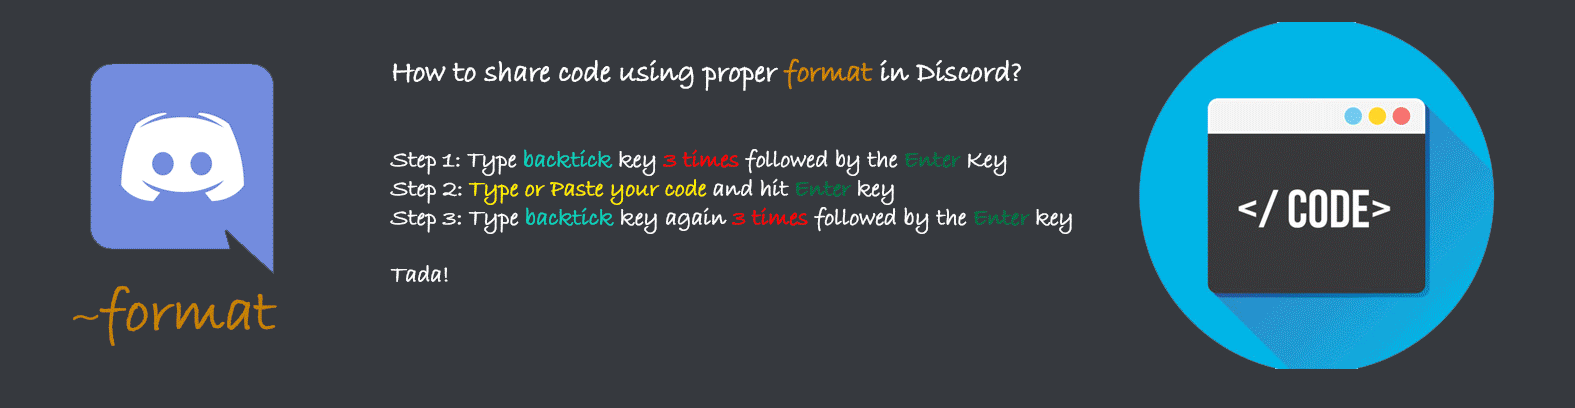 How to share code using proper format in Discord?
Step 1: Type backtick key 3 times followed by the Enter Key
Step 2: Type or Paste your code and hit Enter key
Step 3: Type backtick key again 3 times followed by the Enter key
Tada!
~format
</ CODE>